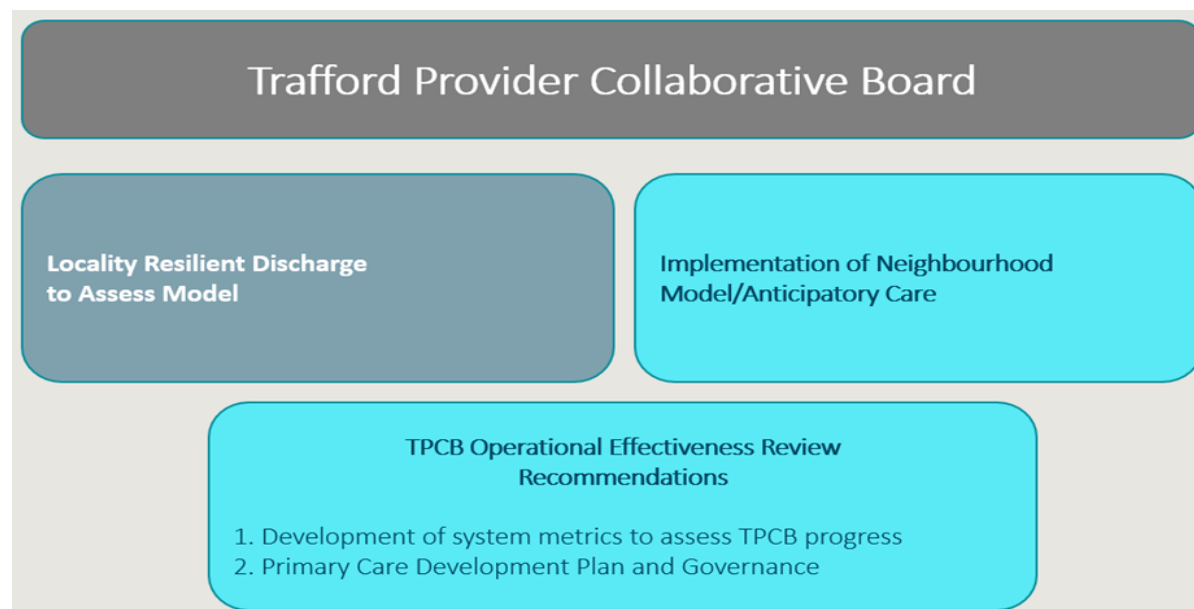 Trafford Provider Collaborative Board
Locality Resilient Discharge
to Assess Model
Implementation of Neighbourhood
Model/Anticipatory Care
TPCB Operational Effectiveness Review
Recommendations
1. Development of system metrics to assess TPCB progress
2. Primary Care Development Plan and Governance